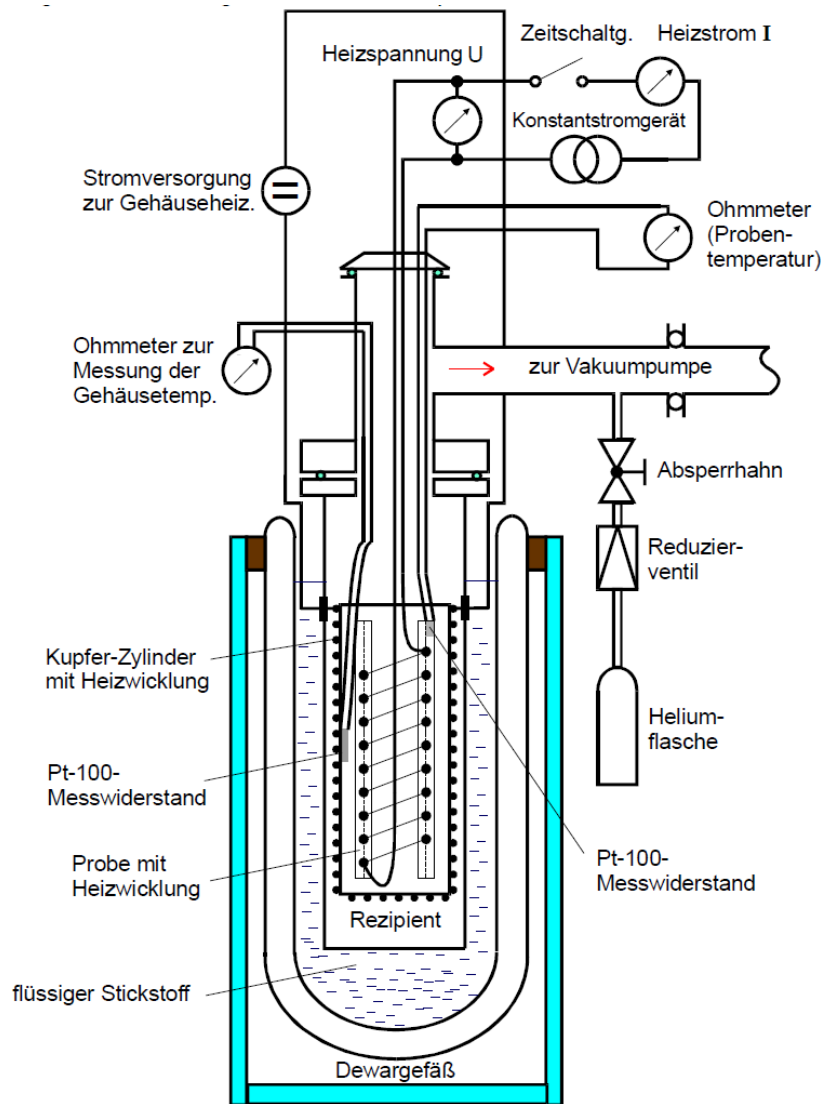 Heizspannung U
Zeitschaltg.
Heizstrom I
Konstantstromgerät
Stromversorgung
zur Gehäuseheiz.
=
Ohmmeter
(Proben-
temperatur)
Ohmmeter zur
Messung der
Gehäusetemp.
zur Vakuumpumpe
Absperrhahn
Reduzier-
ventil
Kupfer-Zylinder
mit Heizwicklung
Helium-
flasche
Pt-100-
Messwiderstand
Probe mit
Heizwicklung
Pt-100-
Messwiderstand
Rezipient
flüssiger Stickstoff
Dewargefäß